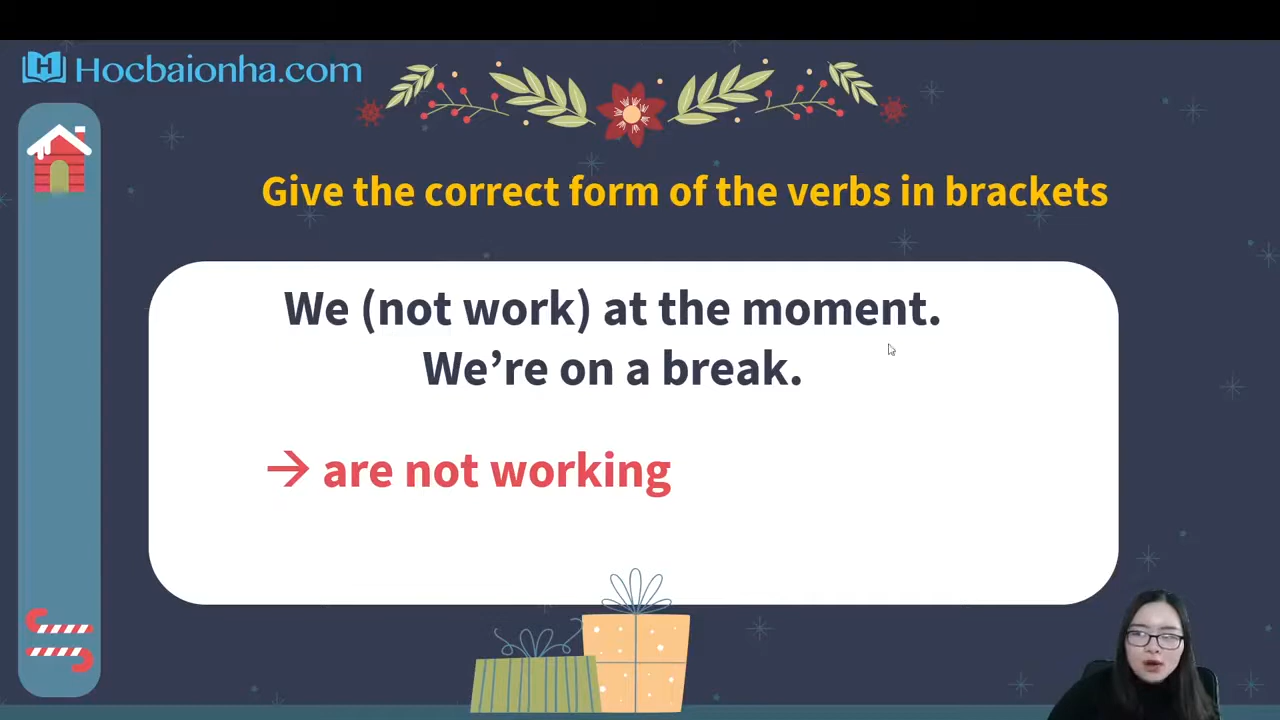 Hocbaionha.com
Give the correct form of the verbs in brackets
We (not work) at the moment.
We’re on a break.
→ are not working